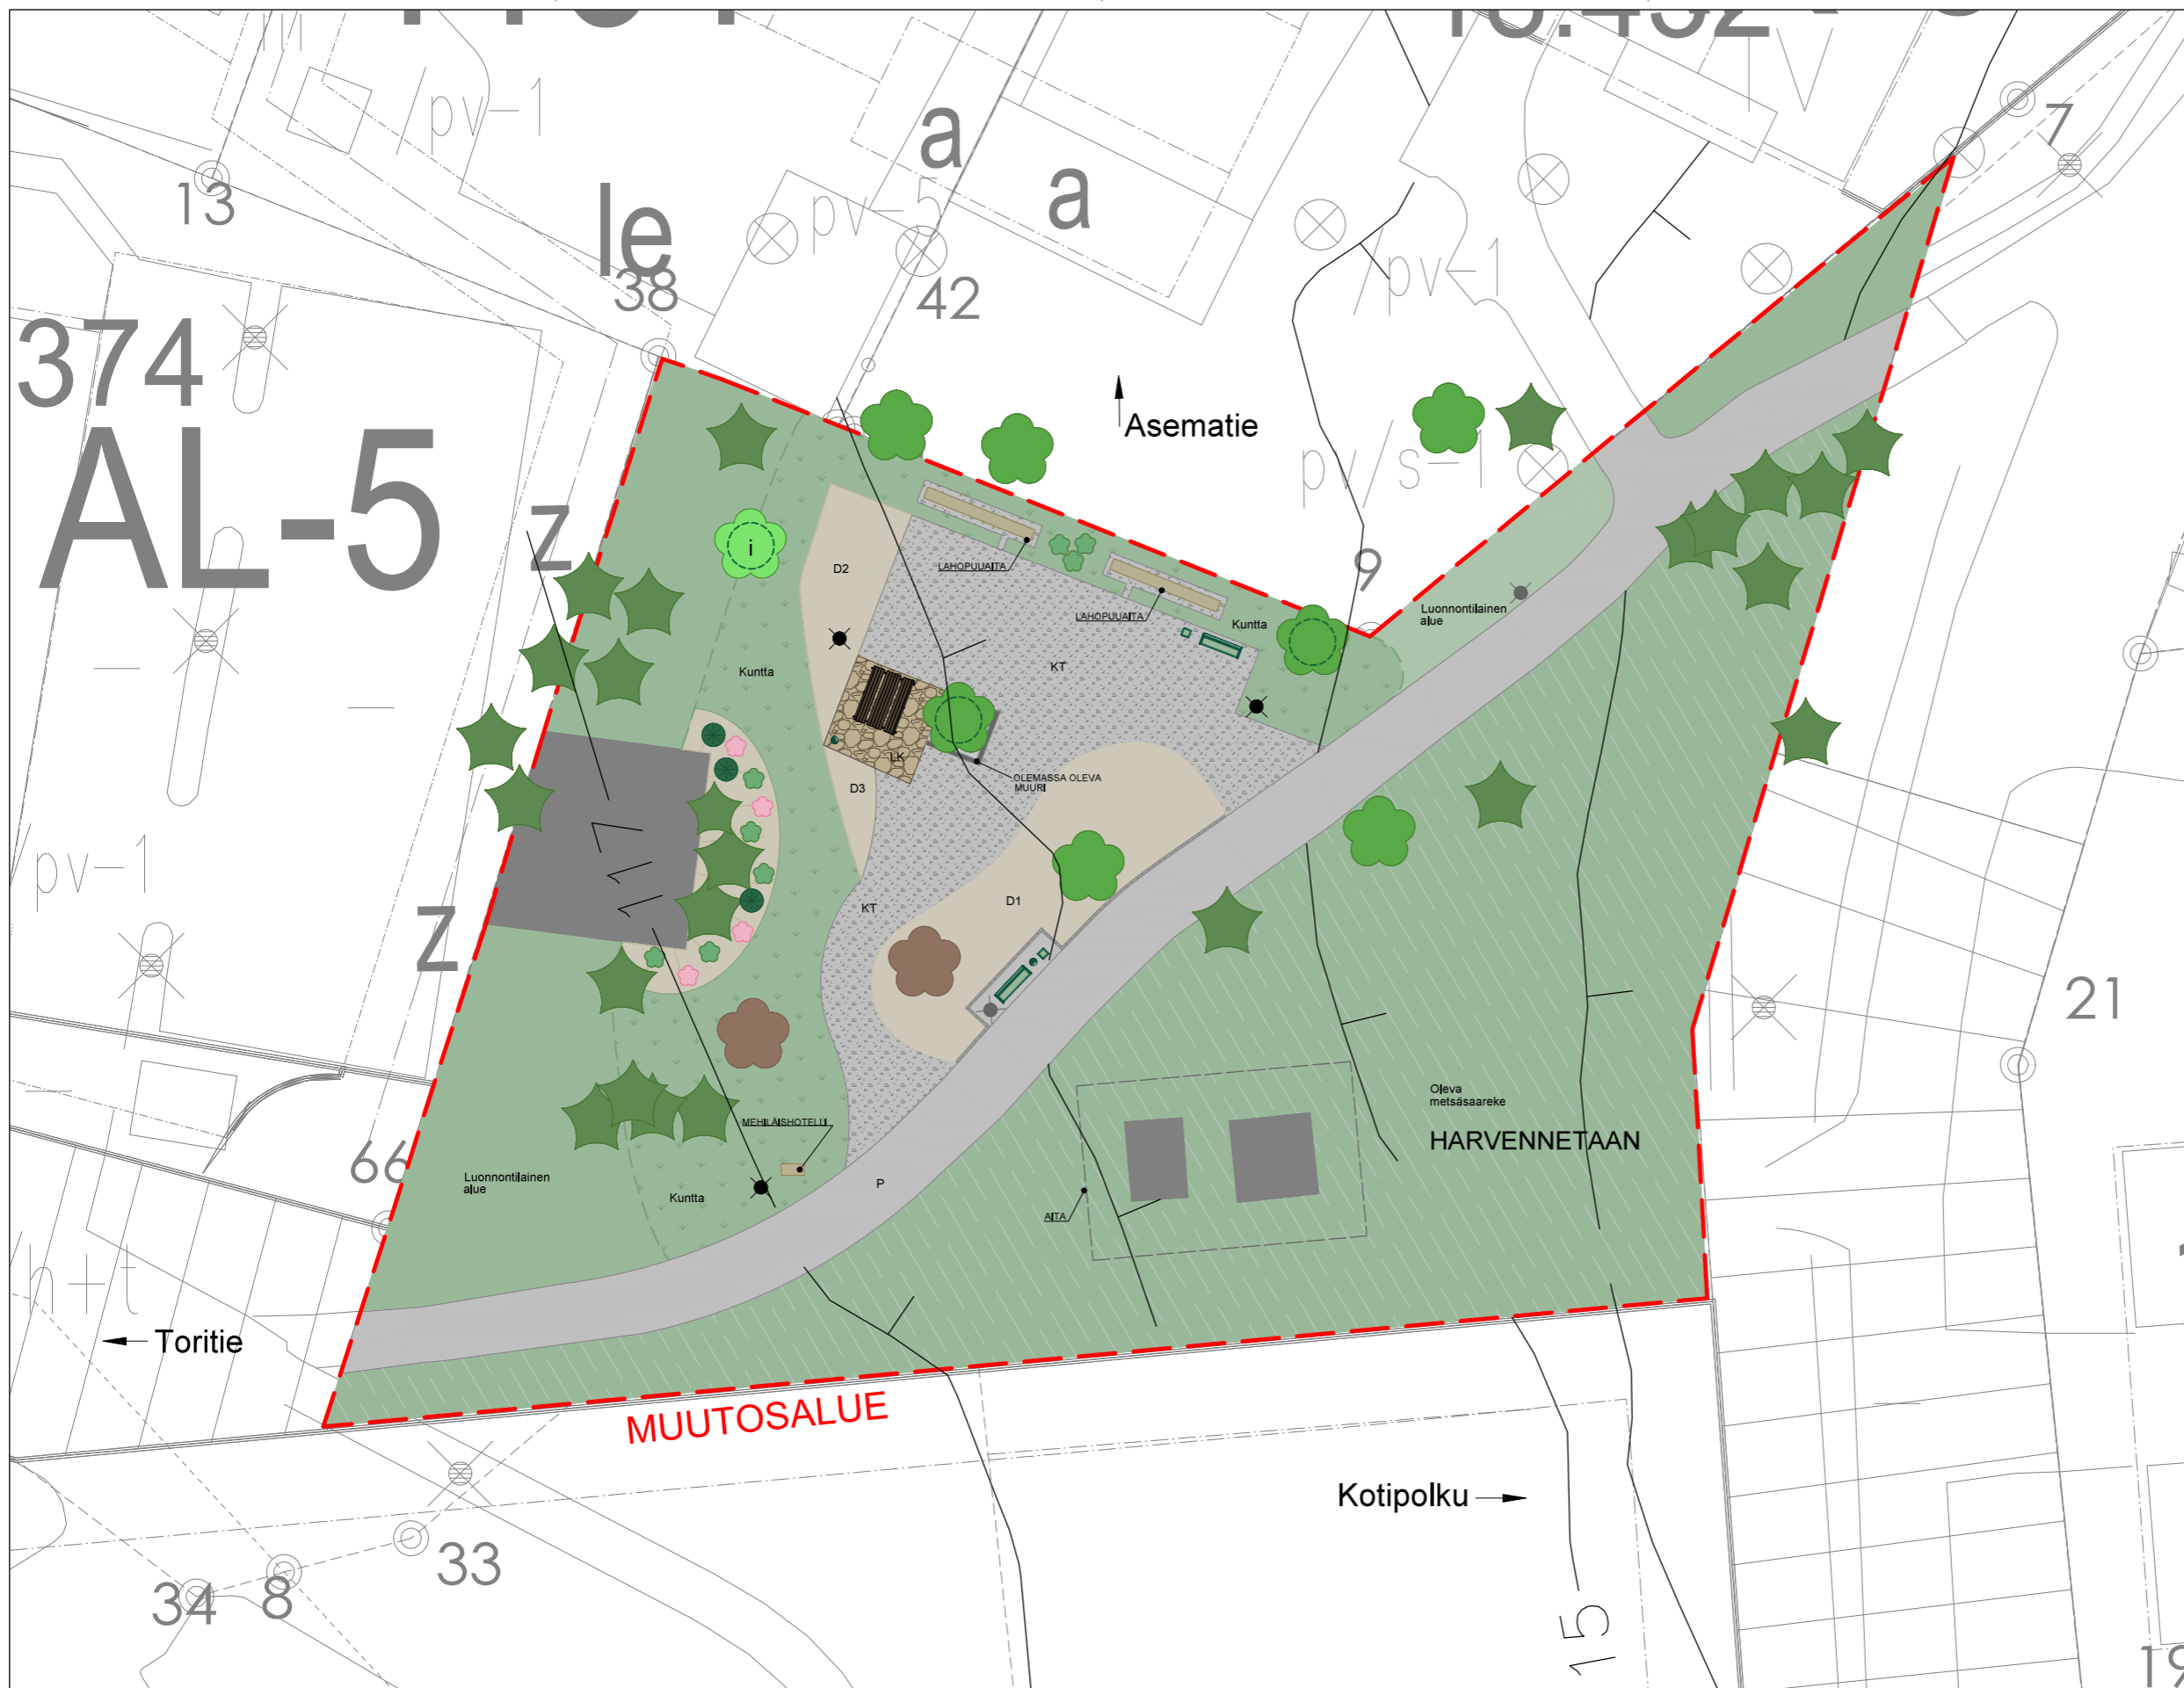 pv-1
a
a
7
13
le
pv-5
38
42
pv-1
374
Asematie
AL-5
pv/s-1
z
i
D2
LAHOPUUAITA
9
LAHOPUUAITA
Kuntta
Luonnontilainen
alue
KT
Kuntta
LK
OLEMASSA OLEVA
MUURI
D3
pv-1
KT
D1
z
21
Oleva
metsäsaareke
HARVENNETAAN
MEHILÄISHOTELLI
66
Luonnontilainen
alue
Kuntta
P
AITA
h+t
Toritie
MUUTOSALUE
Kotipolku
33
34
8
15
19